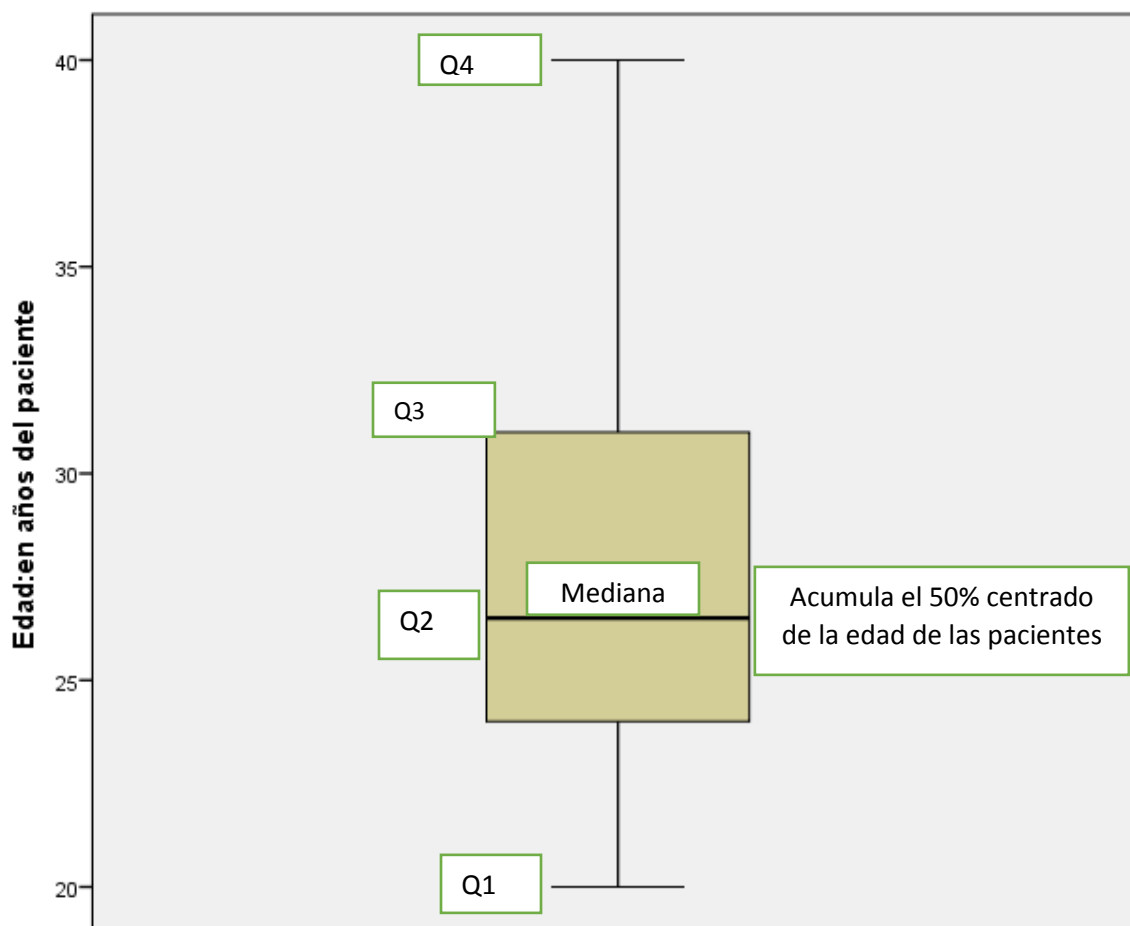 Edad:en años del paciente
40
35
30
25
20
Q4
Q3
Mediana
Q2
Acumula el 50% centrado
de la edad de las pacientes
Q1